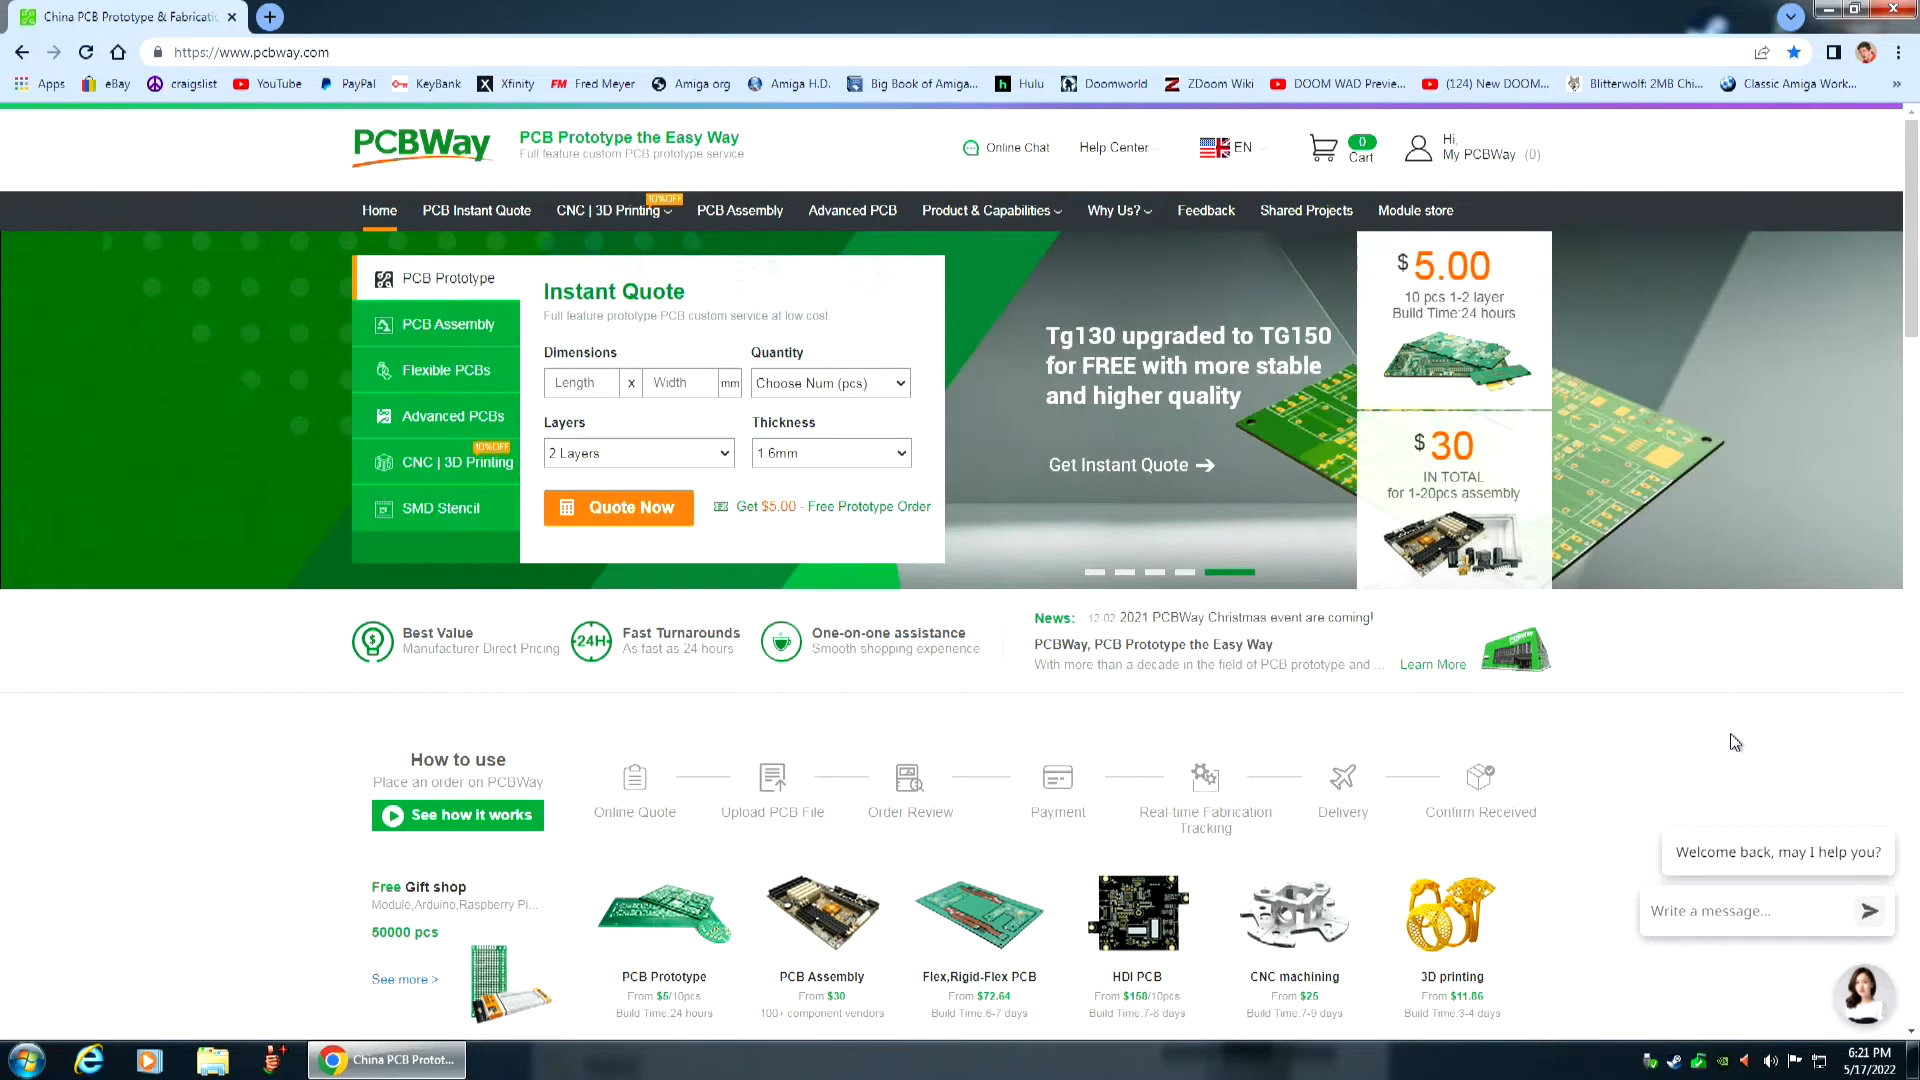 China PCB Prototype & Fabricati
https://www.pcbway.com
Apps
eBay
craigslist
YouTube
PayPal
KeyBank
Xfinity
FM Fred Meyer
Amiga org
Amiga H.D.
Big Book of Amiga...
h Hulu
Doomworld
ZDoom Wiki
DOOM WAD Previe...
(124) New DOOM...
Blitterwolf: 2MB Chi...
Classic Amiga Work...
»
PCBWay
PCB Prototype the Easy Way
Full feature custom PCB prototype service
Online Chat
Help Center
EN
0
Cart
Hi,
My PCBWay (0)
Home
PCB Instant Quote
CNC | 3D Printing
10%OFF
PCB Assembly
Advanced PCB
Product & Capabilities
Why Us?
Feedback
Shared Projects
Module store
PCB Prototype
PCB Assembly
Flexible PCBs
Advanced PCBs
10%OFF
CNC | 3D Printing
SMD Stencil
Instant Quote
Full feature prototype PCB custom service at low cost.
Dimensions
Quantity
Length x Width mm
Choose Num (pcs)
Layers
Thickness
2 Layers
1.6mm
Quote Now
Get $5.00 - Free Prototype Order
Tg130 upgraded to TG150
for FREE with more stable
and higher quality
Get Instant Quote
$ 5.00
10 pcs 1-2 layer
Build Time:24 hours
$ 30
IN TOTAL
for 1-20pcs assembly
Best Value
Manufacturer Direct Pricing
24H
Fast Turnarounds
As fast as 24 hours
One-on-one assistance
Smooth shopping experience
News: 12-02 2021 PCBWay Christmas event are coming!
PCBWay, PCB Prototype the Easy Way
With more than a decade in the field of PCB prototype and ... Learn More
How to use
Place an order on PCBWay
See how it works
Online Quote
Upload PCB File
Order Review
Payment
Real-time Fabrication
Tracking
Delivery
Confirm Received
Welcome back, may I help you?
Write a message...
Free Gift shop
Module,Arduino,Raspberry Pi...
50000 pcs
See more >
PCB Prototype
From $5/10pcs
Build Time:24 hours
PCB Assembly
From $30
100+ component vendors
Flex,Rigid-Flex PCB
From $72.64
Build Time:6-7 days
HDI PCB
From $158/10pcs
Build Time:7-8 days
CNC machining
From $25
Build Time:7-9 days
3D printing
From $11.86
Build Time:3-4 days
China PCB Protot...
6:21 PM
5/17/2022